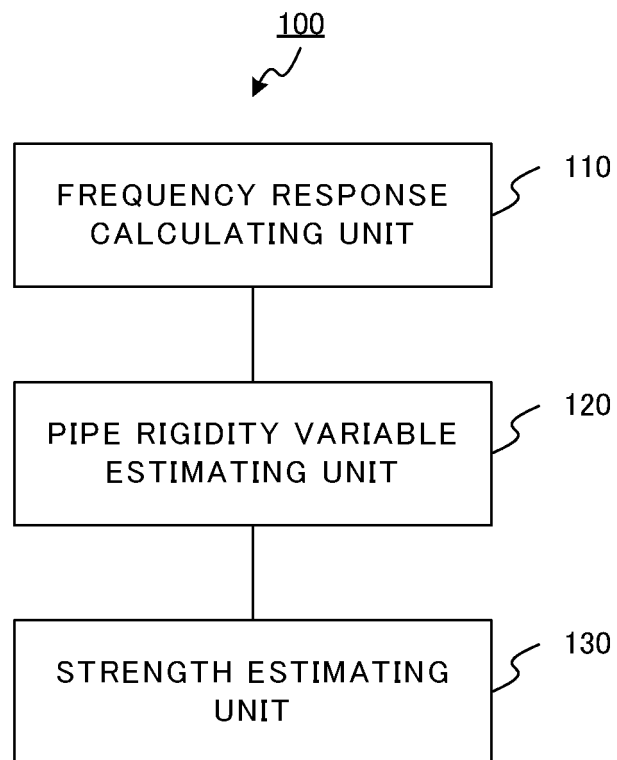 100
FREQUENCY RESPONSE
CALCULATING UNIT
110
PIPE RIGIDITY VARIABLE
ESTIMATING UNIT
120
STRENGTH ESTIMATING
UNIT
130